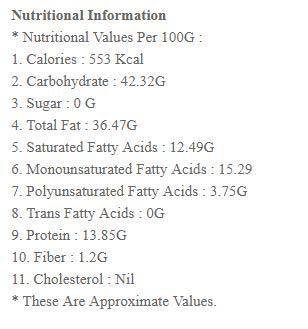 Nutritional Information
* Nutritional Values Per 100G :
1. Calories : 553 Kcal
2. Carbohydrate : 42.32G
3. Sugar : 0 G
4. Total Fat : 36.47G
5. Saturated Fatty Acids : 12.49G
6. Monounsaturated Fatty Acids : 15.29
7. Polyunsaturated Fatty Acids : 3.75G
8. Trans Fatty Acids : 0G
9. Protein : 13.85G
10. Fiber : 1.2G
11. Cholesterol : Nil
* These Are Approximate Values.